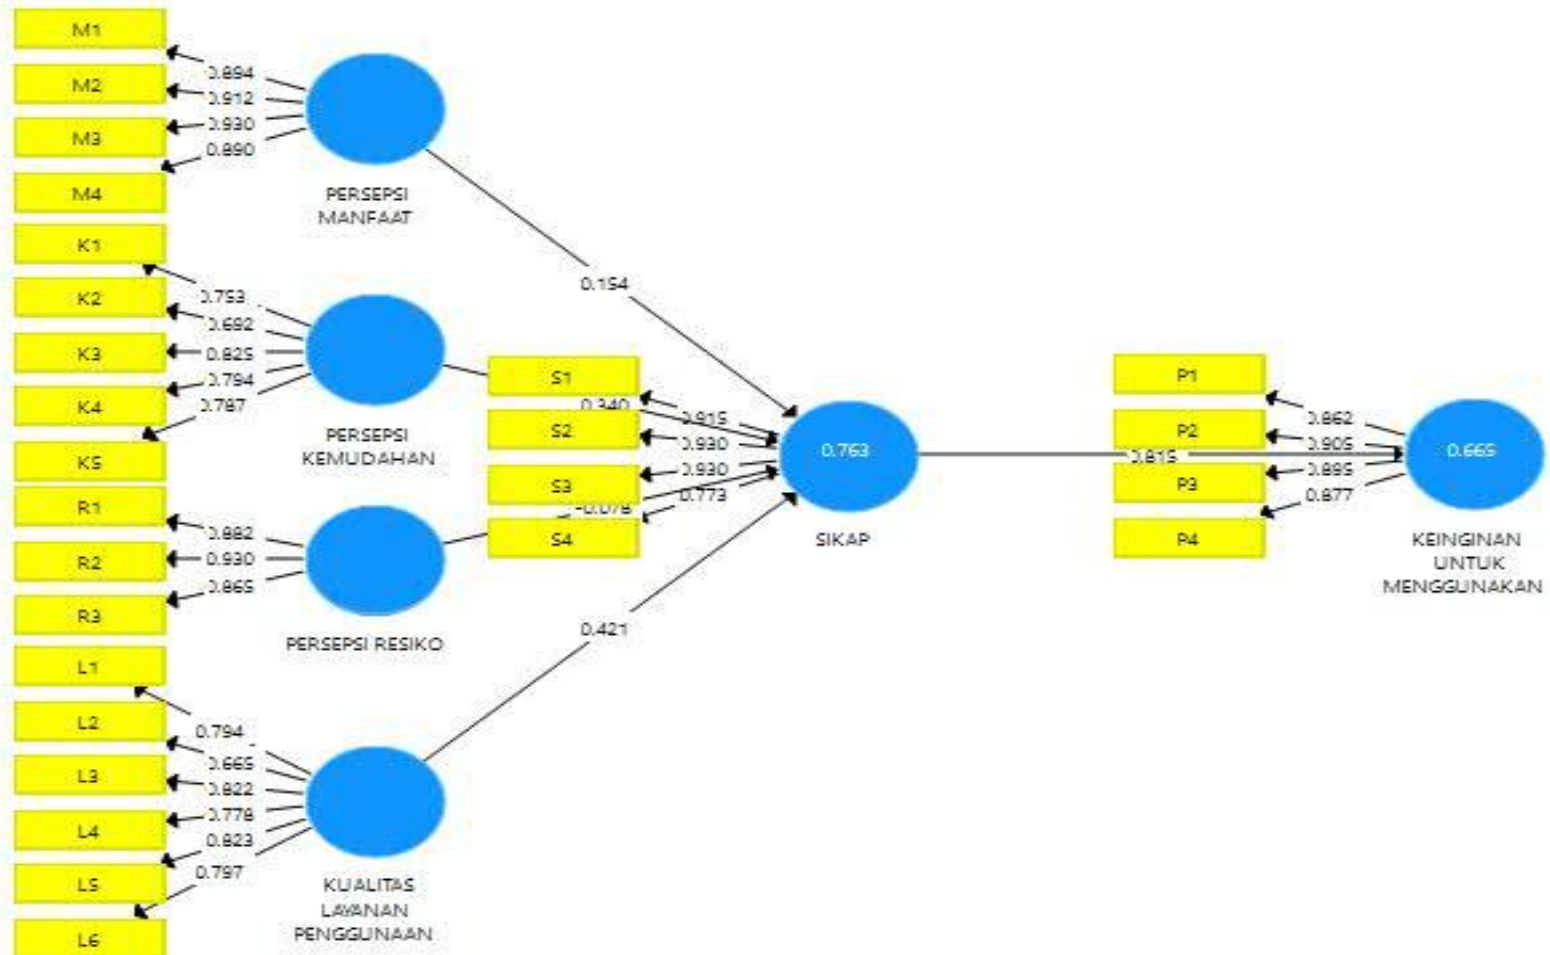 M1
M2
M3
M4
0.894
0.912
0.930
0.890
PERSEPSI
MANFAAT
0.154
K1
K2
K3
K4
K5
0.753
0.692
0.825
0.794
0.787
PERSEPSI
KEMUDAHAN
0.340
R1
R2
R3
0.882
0.930
0.865
PERSEPSI RESIKO
-0.078
L1
L2
L3
L4
L5
L6
0.794
0.665
0.822
0.778
0.823
0.797
KUALITAS
LAYANAN
PENGGUNAAN
0.421
S1
S2
S3
S4
0.915
0.930
0.930
0.773
0.763
SIKAP
0.815
P1
P2
P3
P4
0.862
0.905
0.895
0.877
0.665
KEINGINAN
UNTUK
MENGGUNAKAN